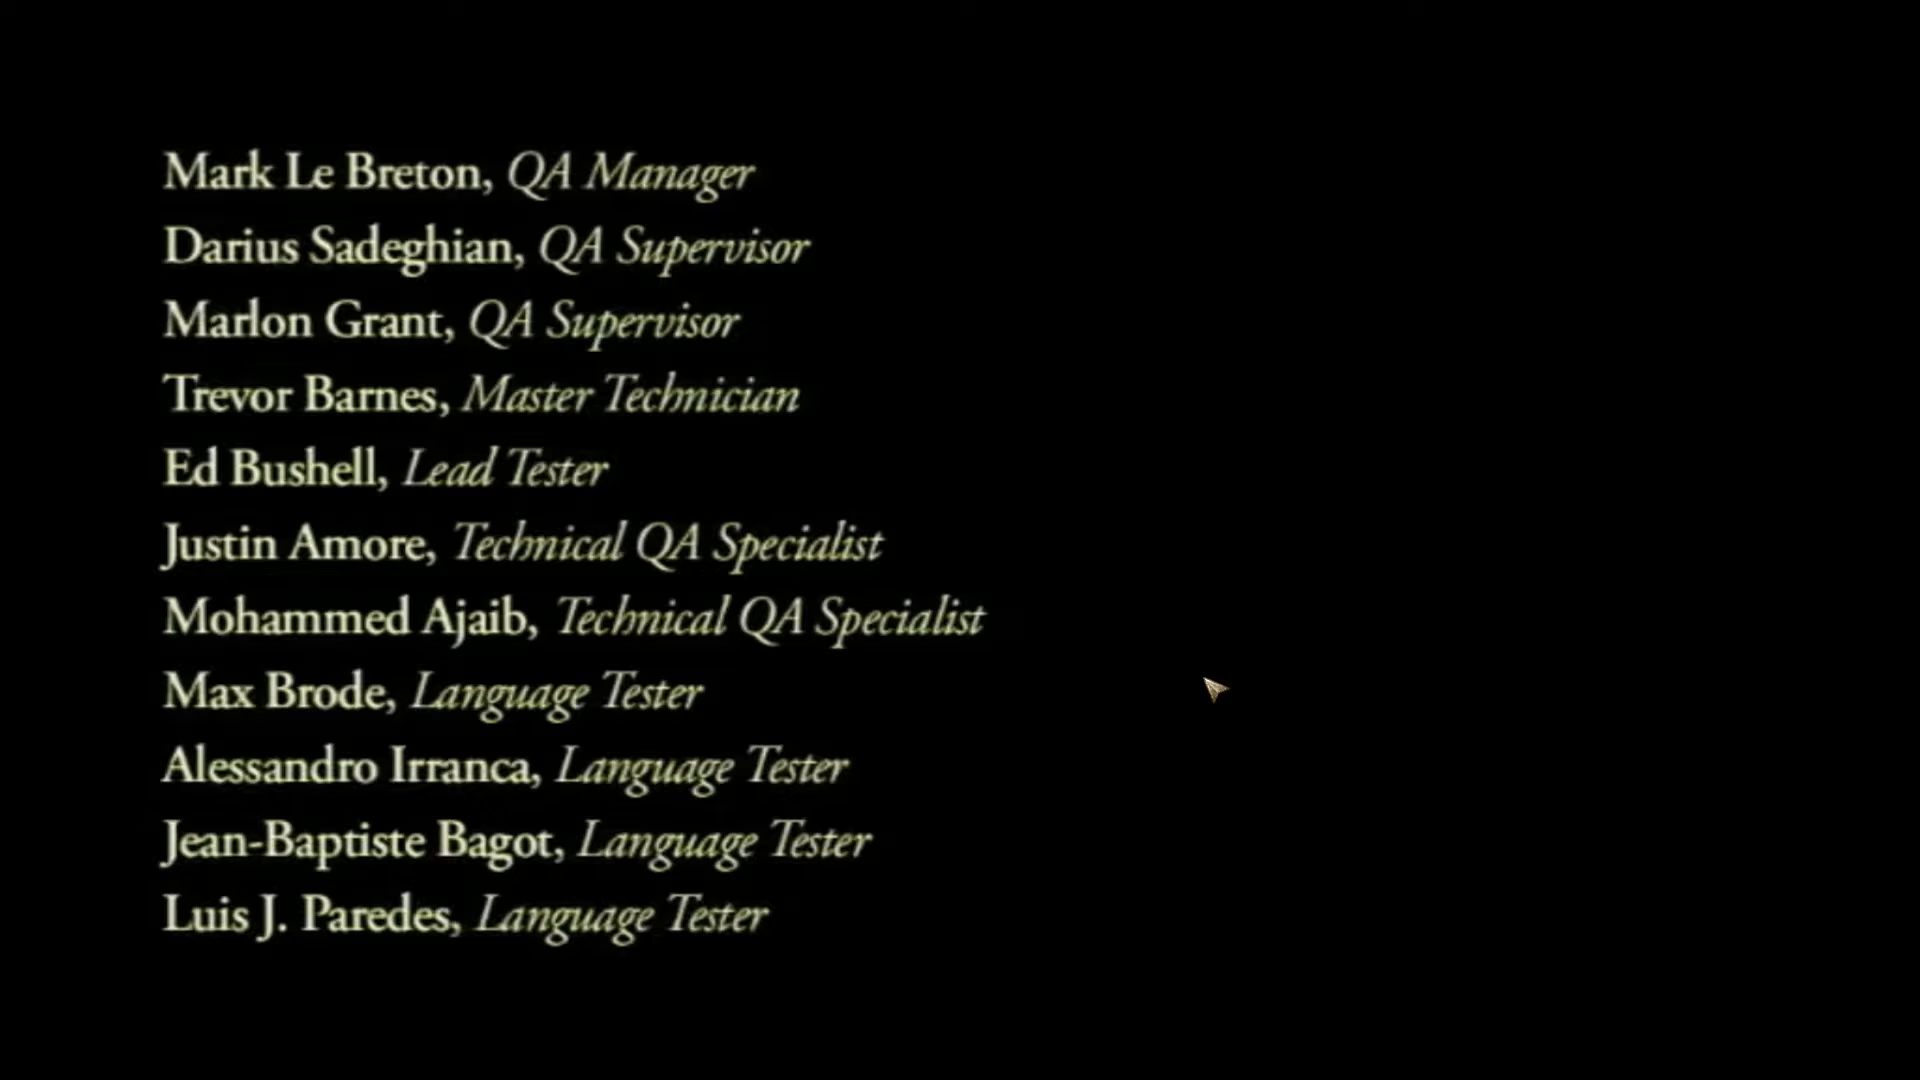 Mark Le Breton, QA Manager
Darius Sadeghian, QA Supervisor
Marlon Grant, QA Supervisor
Trevor Barnes, Master Technician
Ed Bushell, Lead Tester
Justin Amore, Technical QA Specialist
Mohammed Ajaib, Technical QA Specialist
Max Brode, Language Tester
Alessandro Irranca, Language Tester
Jean-Baptiste Bagot, Language Tester
Luis J. Paredes, Language Tester